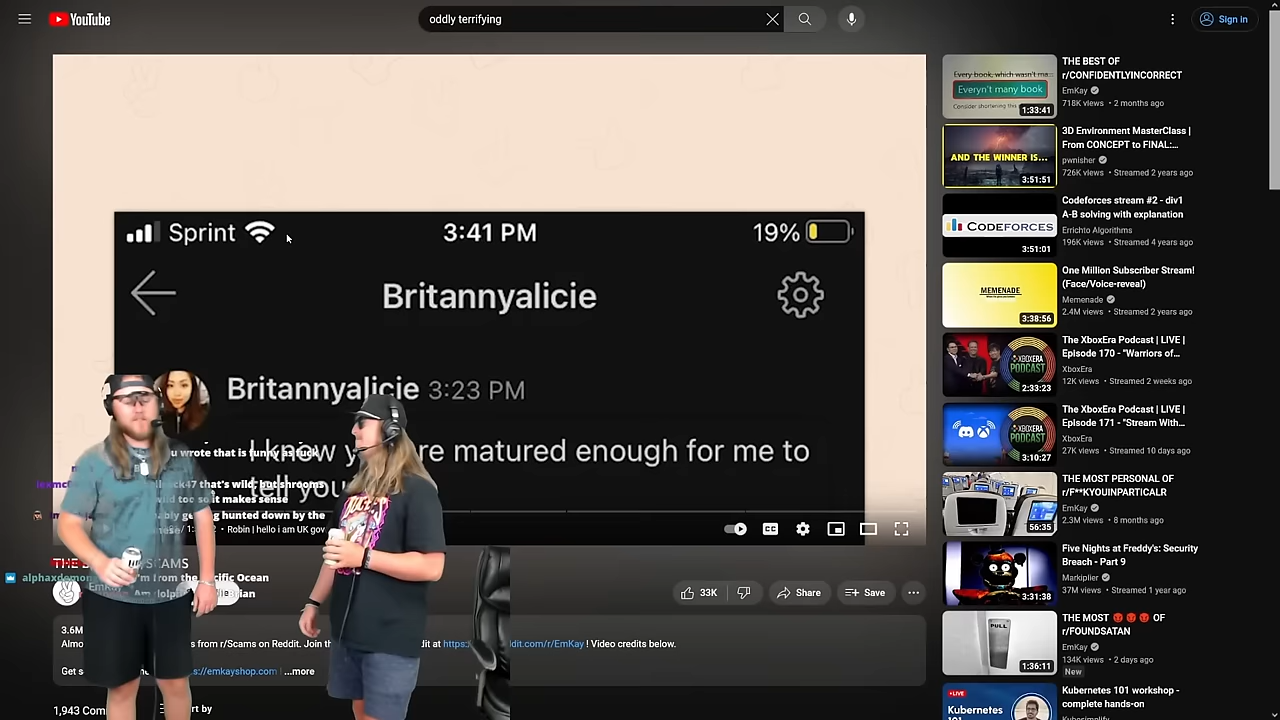 YouTube
oddly terrifying
Sign in
Sprint
3:41 PM
19%
Britannyalicie
Britannyalicie 3:23 PM
I know you are matured enough for me to
you
wrote that is funny as fuck
that's wild, but shrooms
too so it makes sense
getting hunted down by the
Robin | hello i am UK gov
alphaxdemon
I'm from the Pacific Ocean
33K
Share
Save
3.6M
from r/Scams on Reddit. Join the
dit.com/r/EmKay ! Video credits below.
Get s
s://emkayshop.com | ...more
1,943 Com
rt by
THE BEST OF
r/CONFIDENTLYINCORRECT
EmKay
718K views • 2 months ago
Every book, which wasn't ma...
Everyn't many book
Consider shortening this
1:33:41
3D Environment MasterClass |
From CONCEPT to FINAL:...
pwnisher
726K views • Streamed 2 years ago
AND THE WINNER IS...
3:51:51
Codeforces stream #2 - div1
A-B solving with explanation
Errichto Algorithms
196K views • Streamed 4 years ago
CODEFORCES
3:51:01
One Million Subscriber Stream!
(Face/Voice-reveal)
Memenade
2.4M views • Streamed 2 years ago
MEMENADE
3:38:56
The XboxEra Podcast | LIVE |
Episode 170 - "Warriors of...
XboxEra
12K views • Streamed 2 weeks ago
XBOXERA
PODCAST
2:33:23
The XboxEra Podcast | LIVE |
Episode 171 - "Stream With...
XboxEra
27K views • Streamed 10 days ago
XBOXERA
PODCAST
3:10:27
THE MOST PERSONAL OF
r/F**KYOUINPARTICALR
EmKay
2.3M views • 8 months ago
56:35
Five Nights at Freddy's: Security
Breach - Part 9
Markiplier
37M views • Streamed 1 year ago
3:31:38
THE MOST 😡😡😡 OF
r/FOUNDSATAN
EmKay
134K views • 2 days ago
New
PULL
1:36:11
Kubernetes 101 workshop -
complete hands-on
LIVE
Kubernetes